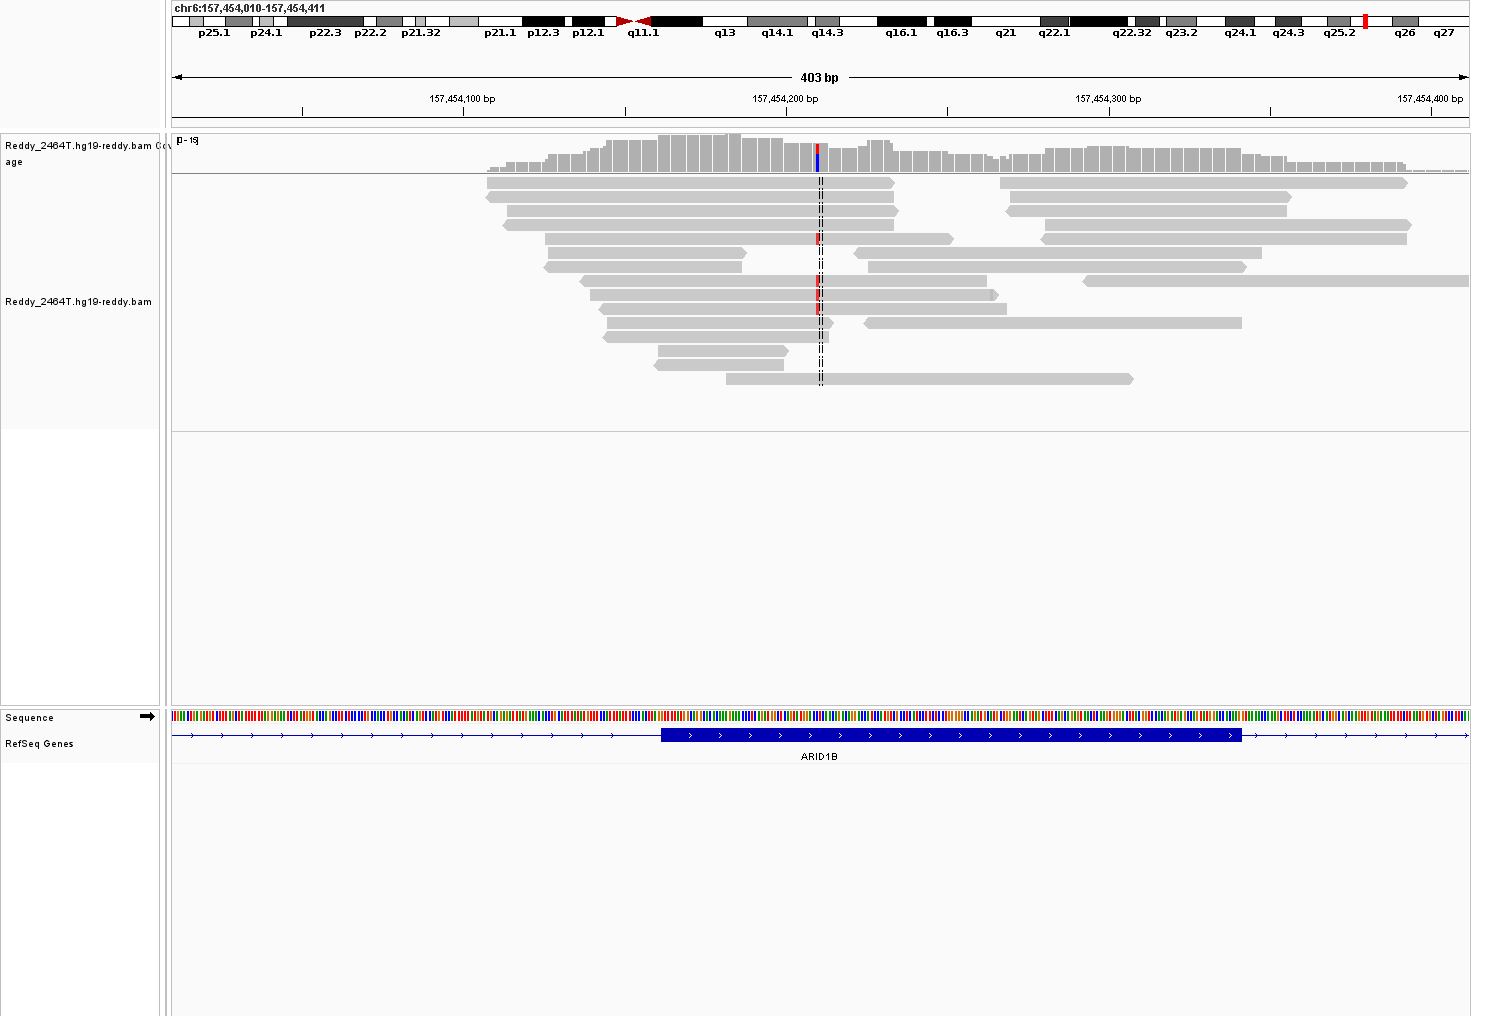 chr6:157,454,010-157,454,411
p25.1 p24.1 p22.3 p22.2 p21.32 p21.1 p12.3 p12.1 q11.1 q13 q14.1 q14.3 q16.1 q16.3 q21 q22.1 q22.32 q23.2 q24.1 q24.3 q25.2 q26 q27
403 bp
157,454,100 bp 157,454,200 bp 157,454,300 bp 157,454,400 bp
[0 - 19]
Reddy_2464T.hg19-reddy.bam Cov
age
Reddy_2464T.hg19-reddy.bam
Sequence
RefSeq Genes
ARID1B